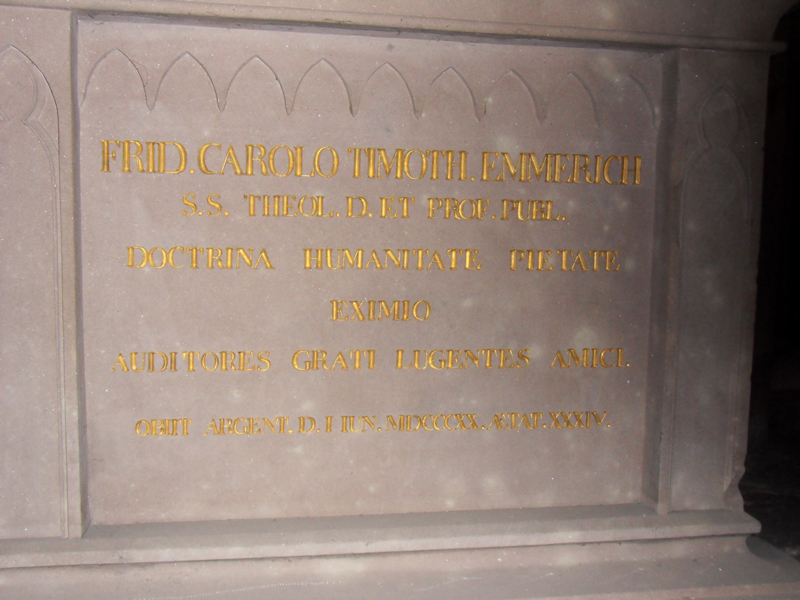 FRID. CAROLO TIMOTH. EMMERICH
S.S. THEOL. D. ET PROF. PUBL.
DOCTRINA HUMANITATE PIETATE
EXIMIO
AUDITORES GRATI LUGENTES AMICI.
OBIIT ARGENT. D. I IUN. MDCCCXX. ÆTAT. XXXIV.